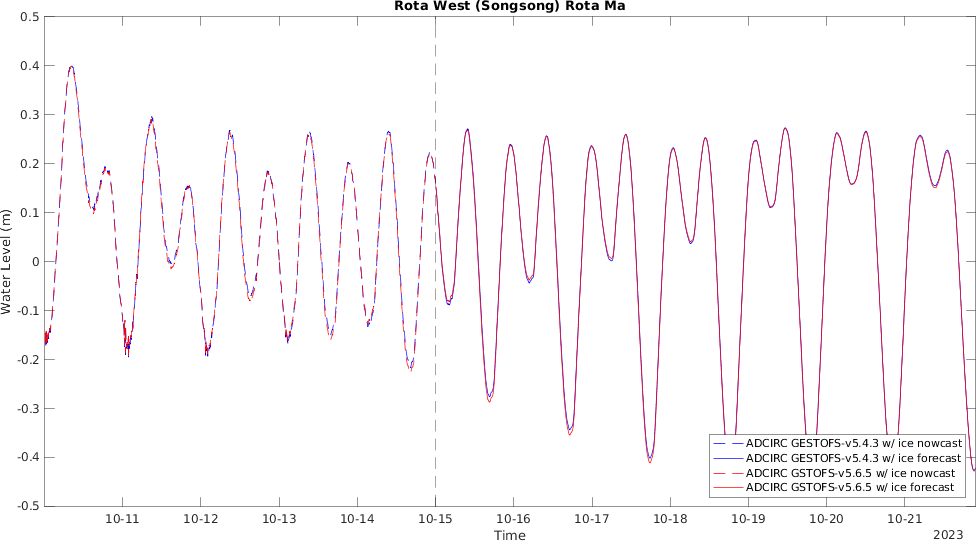 Rota West (Songsong) Rota Ma
0.5
0.4
0.3
0.2
0.1
0
-0.1
-0.2
-0.3
-0.4
-0.5
Water Level (m)
ADCIRC GESTOFS-v5.4.3 w/ ice nowcast
ADCIRC GESTOFS-v5.4.3 w/ ice forecast
ADCIRC GSTOFS-v5.6.5 w/ ice nowcast
ADCIRC GSTOFS-v5.6.5 w/ ice forecast
10-11 10-12 10-13 10-14 10-15 10-16 10-17 10-18 10-19 10-20 10-21
Time
2023